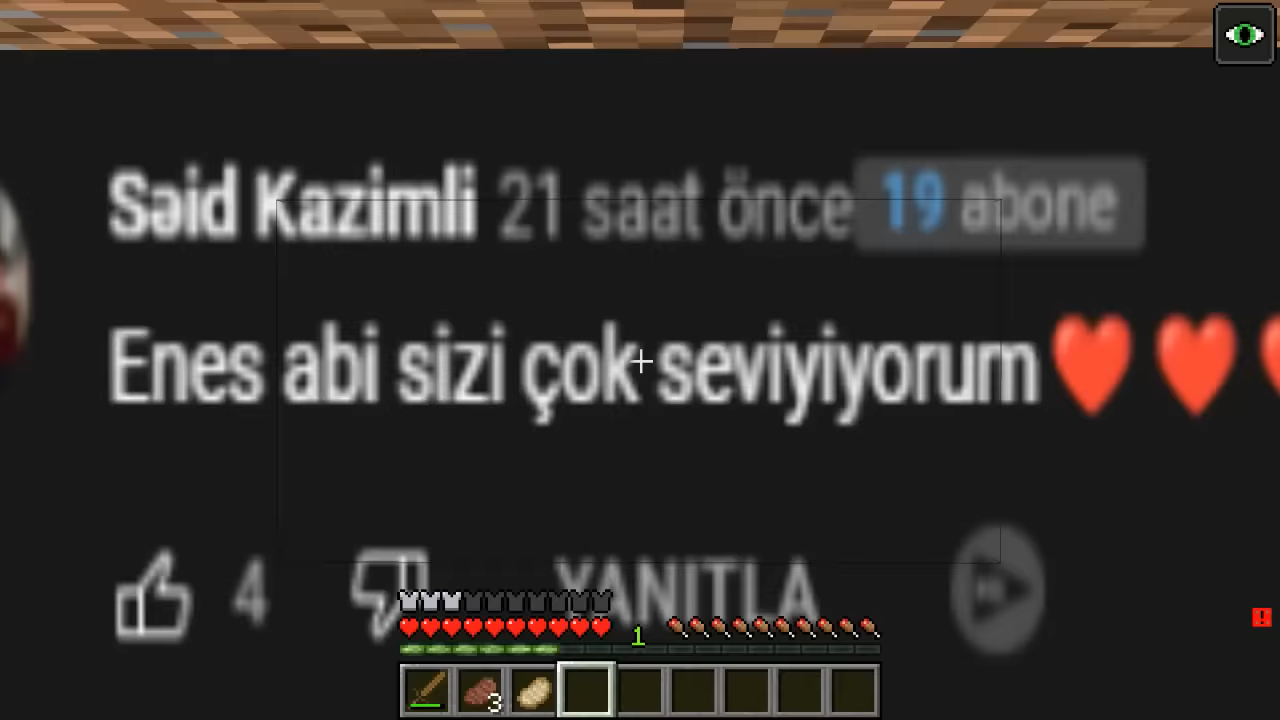 Səid Kazimli 21 saat önce 19 abone
Enes abi sizi çok seviyiyorum❤️❤️❤️
4 YANITLA
1
3